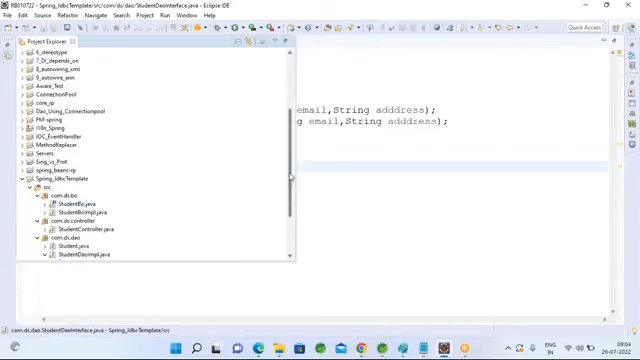 RB010722 - Spring_JdbcTemplate/src/com/ds/dao/StudentDaoInterface.java - Eclipse IDE
File Edit Source Refactor Navigate Search Project Run Window Help
Quick Access
Project Explorer
6_stereotype
7_DI_depends_on
8_autowiring_xml
9_autowire_ann
Aware_Test
ConnectionPool
core_rp
Dao_Using_Connectionpool
email,String adddress);
FM-spring
g email,String adddress);
I18n_Spring
IOC_EventHandler
MethodReplacer
Servers
Sing_vs_Prot
spring_beans-rp
Spring_JdbcTemplate
src
com.ds.bo
StudentBo.java
StudentBoImpl.java
com.ds.controller
StudentController.java
com.ds.dao
Student.java
StudentDaoImpl.java
com.ds.dao.StudentDaoInterface.java - Spring_JdbcTemplate/src
ENG
IN
09:04
26-07-2022